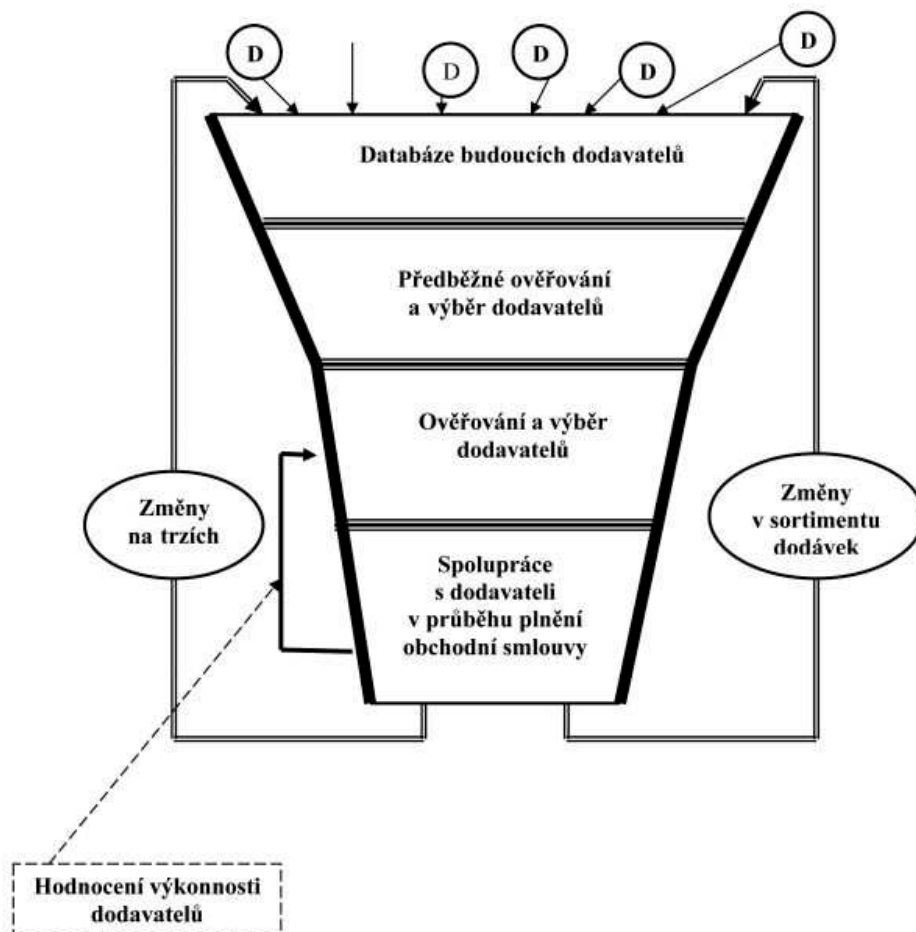 D
D
D
D
D
Databáze budoucích dodavatelů
Předběžné ověřování
a výběr dodavatelů
Ověřování a výběr
dodavatelů
Změny
na trzích
Změny
v sortimentu
dodávek
Spolupráce
s dodavateli
v průběhu plnění
obchodní smlouvy
Hodnocení výkonnosti
dodavatelů